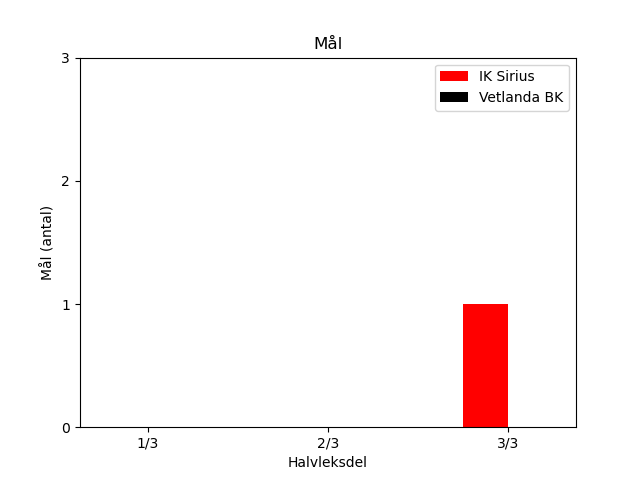 Mål
IK Sirius
Vetlanda BK
3
2
1
0
Mål (antal)
1/3
2/3
3/3
Halvleksdel